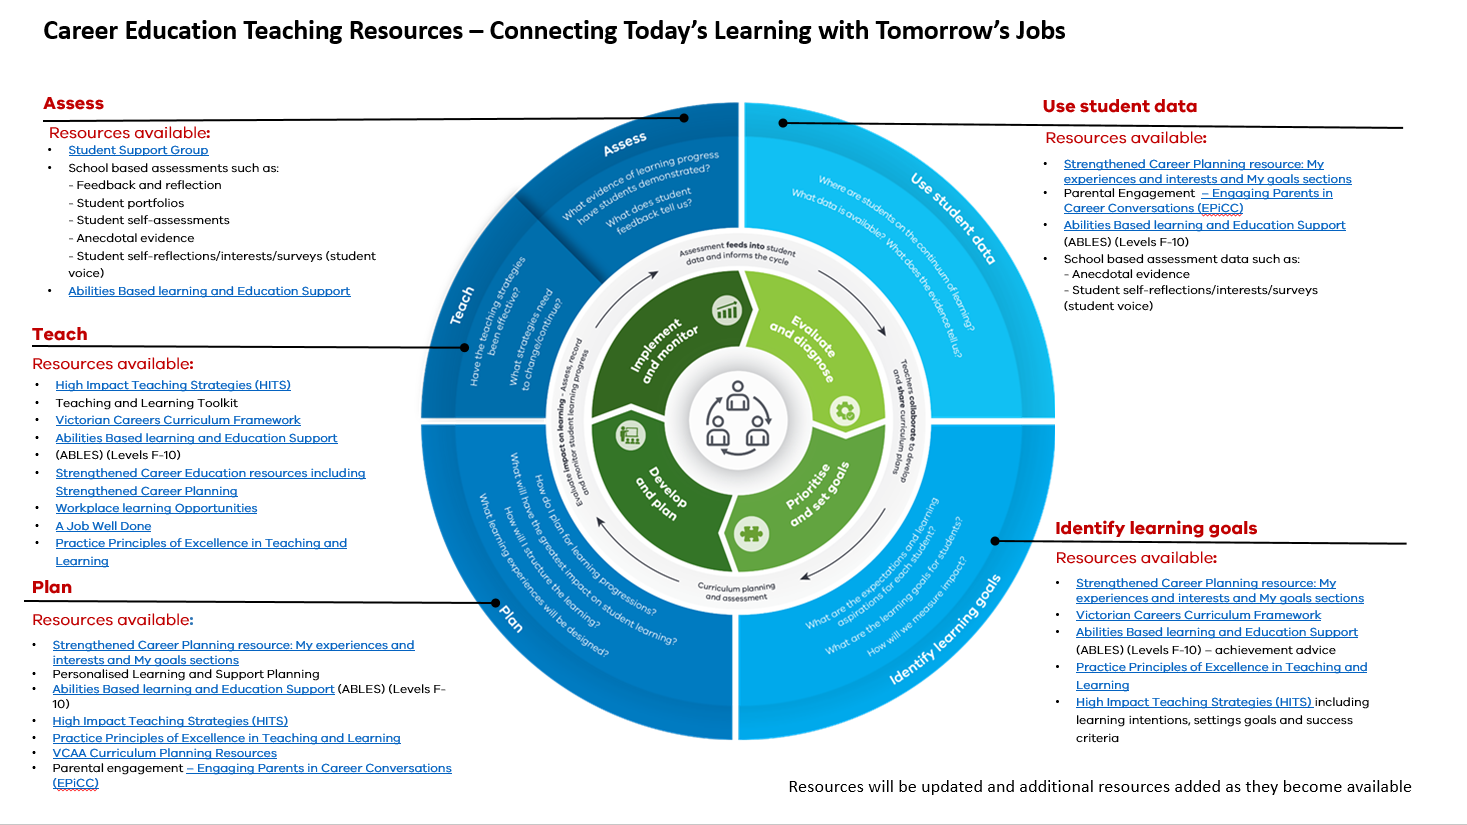 Career Education Teaching Resources – Connecting Today's Learning with Tomorrow's Jobs
Assess
Resources available:
• Student Support Group
• School based assessments such as:
- Feedback and reflection
- Student portfolios
- Student self-assessments
- Anecdotal evidence
- Student self-reflections/interests/surveys (student
voice)
• Abilities Based learning and Education Support
Teach
Resources available:
• High Impact Teaching Strategies (HITS)
• Teaching and Learning Toolkit
• Victorian Careers Curriculum Framework
• Abilities Based learning and Education Support
• (ABLES) (Levels F-10)
• Strengthened Career Education resources including
Strengthened Career Planning
• Workplace learning Opportunities
• A Job Well Done
• Practice Principles of Excellence in Teaching and
Learning
Plan
Resources available:
• Strengthened Career Planning resource: My experiences and
interests and My goals sections
• Personalised Learning and Support Planning
• Abilities Based learning and Education Support (ABLES) (Levels F-
10)
• High Impact Teaching Strategies (HITS)
• Practice Principles of Excellence in Teaching and Learning
• VCAA Curriculum Planning Resources
• Parental engagement – Engaging Parents in Career Conversations
(EPiCC)
Assess
What evidence of learning progress
have students demonstrated?
What does student
feedback tell us?
Teach
Have the teaching strategies
been effective?
What strategies need
to change/continue?
Plan
How do I plan for learning progressions?
What will have the greatest impact on student learning?
How will I structure the learning?
What learning experiences will be designed?
Use student data
Where are students on the continuum of learning?
What data is available? What does the evidence tell us?
Identify learning goals
What are the expectations and learning
aspirations for each student?
What are the learning goals for students?
How will we measure impact?
Assessment feeds into student
data and informs the cycle
Teachers collaborate to develop
and share curriculum plans
Curriculum planning
and assessment
Evaluate impact on learning - Assess, record
and monitor student learning progress
Implement
and monitor
Evaluate
and diagnose
Prioritise
and set goals
Develop
and plan
Use student data
Resources available:
• Strengthened Career Planning resource: My
experiences and interests and My goals sections
• Parental Engagement – Engaging Parents in
Career Conversations (EPiCC)
• Abilities Based learning and Education Support
(ABLES) (Levels F-10)
• School based assessment data such as:
- Anecdotal evidence
- Student self-reflections/interests/surveys
(student voice)
Identify learning goals
Resources available:
• Strengthened Career Planning resource: My
experiences and interests and My goals sections
• Victorian Careers Curriculum Framework
• Abilities Based learning and Education Support
(ABLES) (Levels F-10) – achievement advice
• Practice Principles of Excellence in Teaching and
Learning
• High Impact Teaching Strategies (HITS) including
learning intentions, settings goals and success
criteria
Resources will be updated and additional resources added as they become available